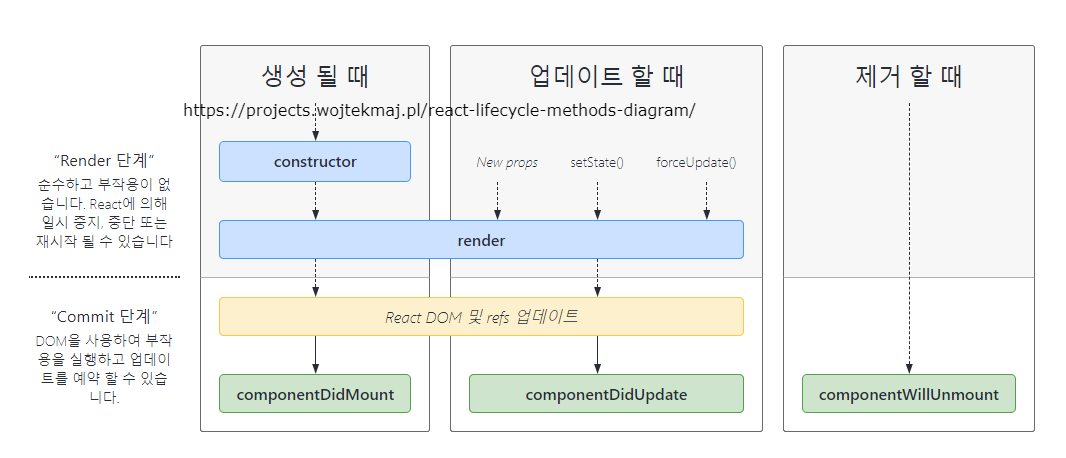 생성 될 때
업데이트 할 때
제거 할 때
https://projects.wojtekmaj.pl/react-lifecycle-methods-diagram/
“Render 단계”
순수하고 부작용이 없
습니다. React에 의해
일시 중지, 중단 또는
재시작 될 수 있습니다
constructor
New props
setState()
forceUpdate()
render
“Commit 단계”
DOM을 사용하여 부작
용을 실행하고 업데이
트를 예약 할 수 있습
니다.
React DOM 및 refs 업데이트
componentDidMount
componentDidUpdate
componentWillUnmount